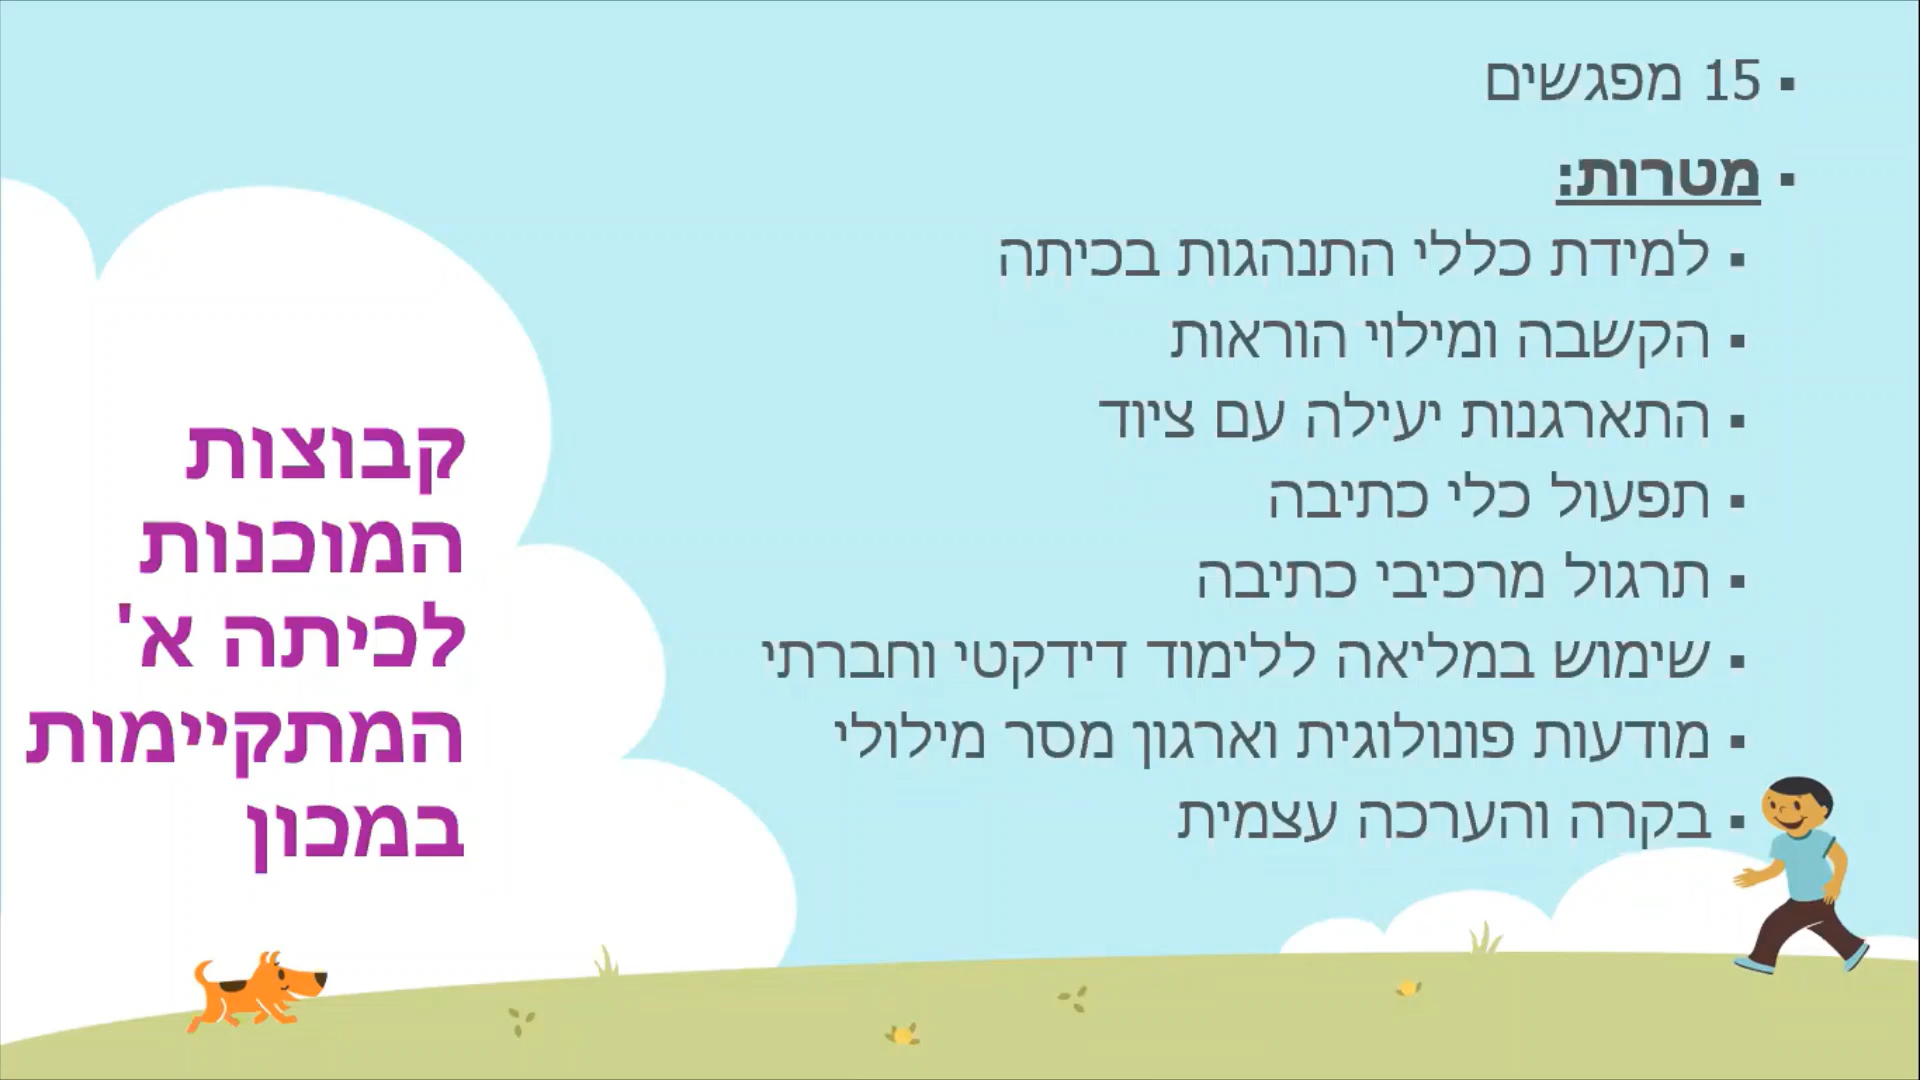 קבוצות
המוכנות
לכיתה א'
המתקיימות
במכון
15 מפגשים
מטרות:
למידת כללי התנהגות בכיתה
הקשבה ומילוי הוראות
התארגנות יעילה עם ציוד
תפעול כלי כתיבה
תרגול מרכיבי כתיבה
שימוש במליאה ללימוד דידקטי וחברתי
מודעות פונולוגית וארגון מסר מילולי
בקרה והערכה עצמית